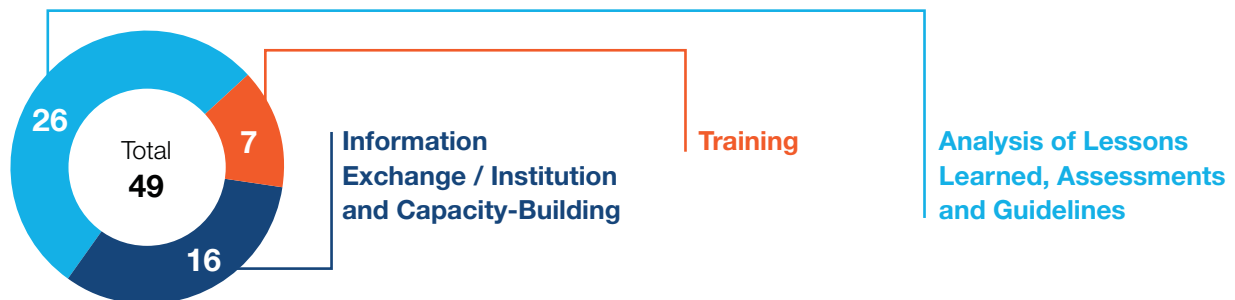 26
7
Total
49
16
Information
Exchange / Institution
and Capacity-Building
Training
Analysis of Lessons
Learned, Assessments
and Guidelines